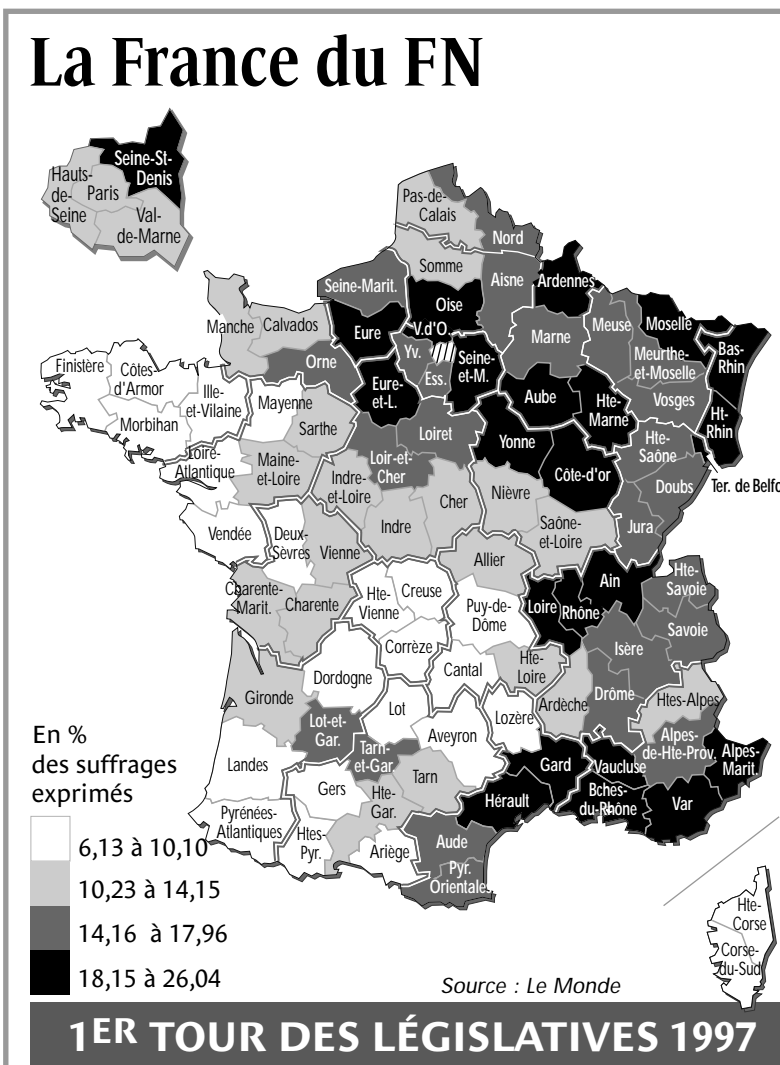 La France du FN
Seine-St-
Denis
Hauts-
de-
Seine
Paris
Val-
de-Marne
Pas-de-
Calais
Nord
Somme
Seine-Marit.
Aisne
Ardennes
Oise
V.d'O.
Eure
Manche
Calvados
Orne
Yv.
Ess.
Seine-
et-M.
Marne
Meuse
Moselle
Meurthe-
et-Moselle
Bas-
Rhin
Vosges
Ht-
Rhin
Finistère
Côtes-
d'Armor
Ille-
et-Vilaine
Morbihan
Mayenne
Sarthe
Eure-
et-L.
Aube
Hte-
Marne
Loiret
Yonne
Loir-et-
Cher
Hte-
Saône
Côte-d'or
Ter. de Belfo
Doubs
Jura
Loire-
Atlantique
Maine-
et-Loire
Indre-
et-Loire
Cher
Nièvre
Saône-
et-Loire
Indre
Vendée
Deux-
Sèvres
Vienne
Allier
Charente-
Marit.
Charente
Hte-
Vienne
Creuse
Puy-de-
Dôme
Loire
Rhône
Ain
Hte-
Savoie
Savoie
Isère
Corrèze
Dordogne
Cantal
Hte-
Loire
Ardèche
Drôme
Htes-Alpes
Gironde
Lot-et-
Gar.
Lot
Aveyron
Lozère
Tarn-
et-Gar
Gard
Vaucluse
Alpes-
de-Hte-Prov.
Alpes-
Marit.
Landes
Gers
Tarn
Hte-
Gar.
Hérault
Bches-
du-Rhône
Var
Pyrénées-
Atlantiques
Htes-
Pyr.
Ariège
Aude
Pyr.
Orientales
Hte-
Corse
Corse-
du-Sud
En %
des suffrages
exprimés
6,13 à 10,10
10,23 à 14,15
14,16 à 17,96
18,15 à 26,04
Source : Le Monde
1ER TOUR DES LÉGISLATIVES 1997